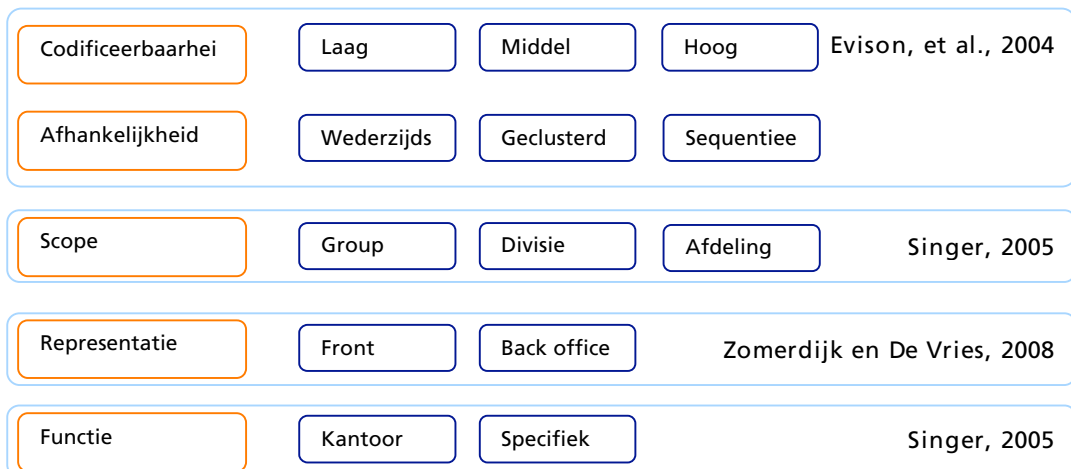 Codificeerbaarhei Laag Middel Hoog Evison, et al., 2004
Afhankelijkheid Wederzijds Geclusterd Sequentiee
Scope Group Divisie Afdeling Singer, 2005
Representatie Front Back office Zomerdijk en De Vries, 2008
Functie Kantoor Specifiek Singer, 2005